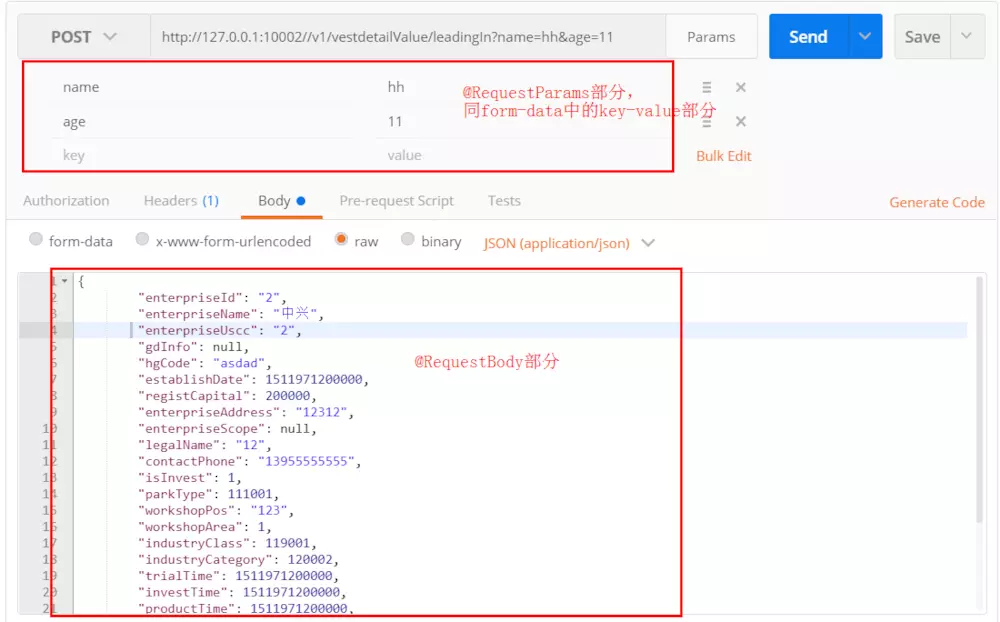 POST http://127.0.0.1:10002//v1/vestdetailValue/leadingIn?name=hh&age=11 Params Send Save
name hh @RequestParams部分，
同form-data中的key-value部分
age 11
key value Bulk Edit
Authorization Headers (1) Body Pre-request Script Tests Generate Code
form-data x-www-form-urlencoded raw binary JSON (application/json)
1 {
2 "enterpriseId": "2",
3 "enterpriseName": "中兴",
4 "enterpriseUscc": "2",
5 "gdInfo": null,
6 "hgCode": "asdad", @RequestBody部分
7 "establishDate": 1511971200000,
8 "registCapital": 200000,
9 "enterpriseAddress": "12312",
10 "enterpriseScope": null,
11 "legalName": "12",
12 "contactPhone": "13955555555",
13 "isInvest": 1,
14 "parkType": 111001,
15 "workshopPos": "123",
16 "workshopArea": 1,
17 "industryClass": 119001,
18 "industryCategory": 120002,
19 "trialTime": 1511971200000,
20 "investTime": 1511971200000,
21 "productTime": 1511971200000,